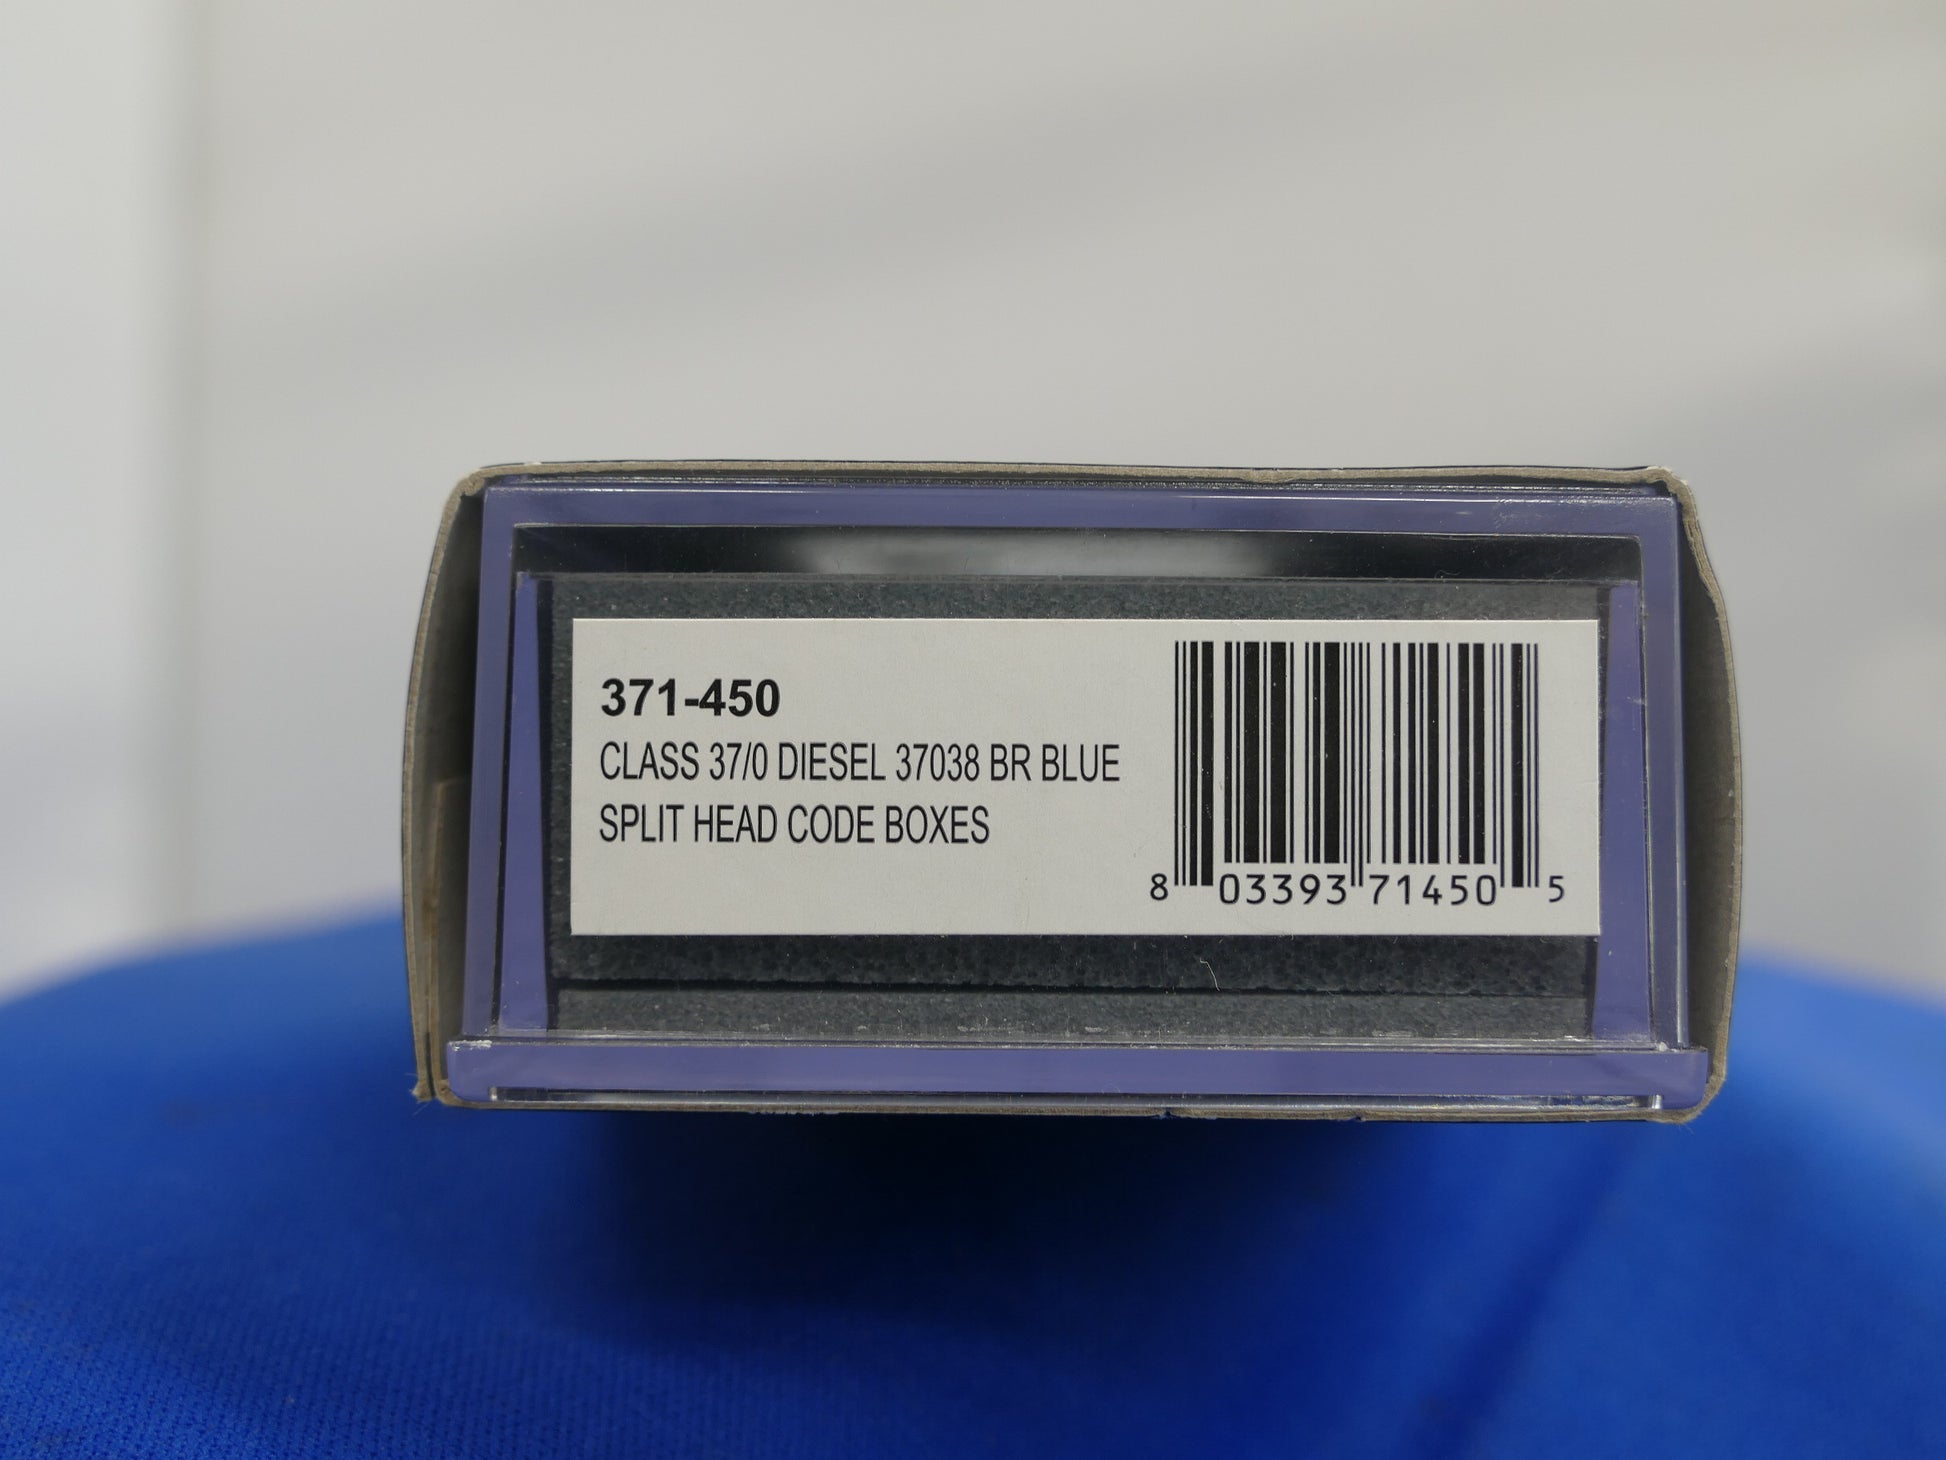 371-450
CLASS 37/0 DIESEL 37038 BR BLUE
SPLIT HEAD CODE BOXES
8 03393 71450 5